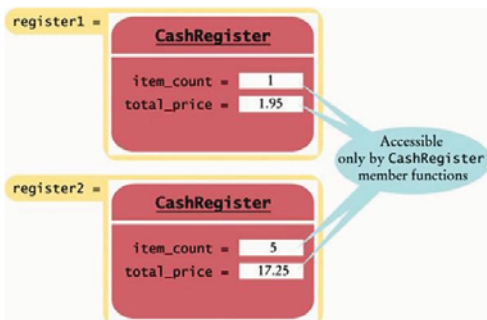 register1 =
CashRegister
item_count = 1
total_price = 1.95
Accessible
only by CashRegister
member functions
register2 =
CashRegister
item_count = 5
total_price = 17.25